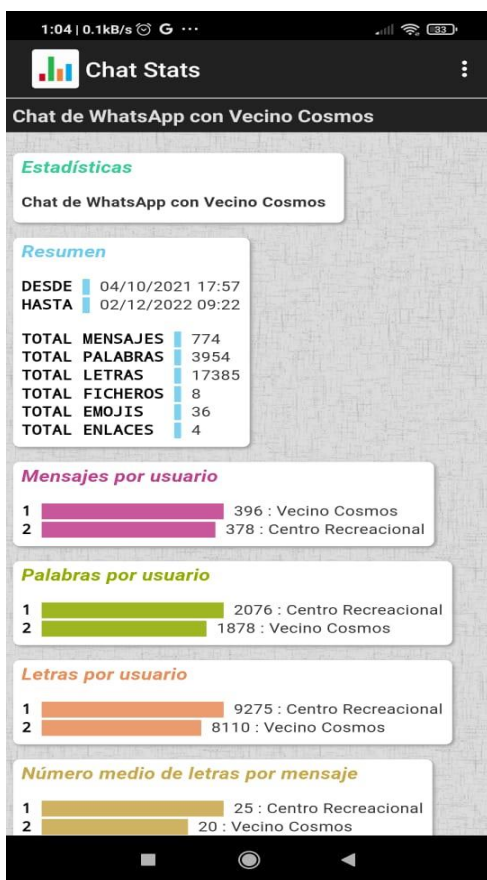 1:04 | 0.1kB/s G ...
33
Chat Stats
Chat de WhatsApp con Vecino Cosmos
Estadísticas
Chat de WhatsApp con Vecino Cosmos
Resumen
DESDE 04/10/2021 17:57
HASTA 02/12/2022 09:22
TOTAL MENSAJES 774
TOTAL PALABRAS 3954
TOTAL LETRAS 17385
TOTAL FICHEROS 8
TOTAL EMOJIS 36
TOTAL ENLACES 4
Mensajes por usuario
1 396 : Vecino Cosmos
2 378 : Centro Recreacional
Palabras por usuario
1 2076 : Centro Recreacional
2 1878 : Vecino Cosmos
Letras por usuario
1 9275 : Centro Recreacional
2 8110 : Vecino Cosmos
Número medio de letras por mensaje
1 25 : Centro Recreacional
2 20 : Vecino Cosmos